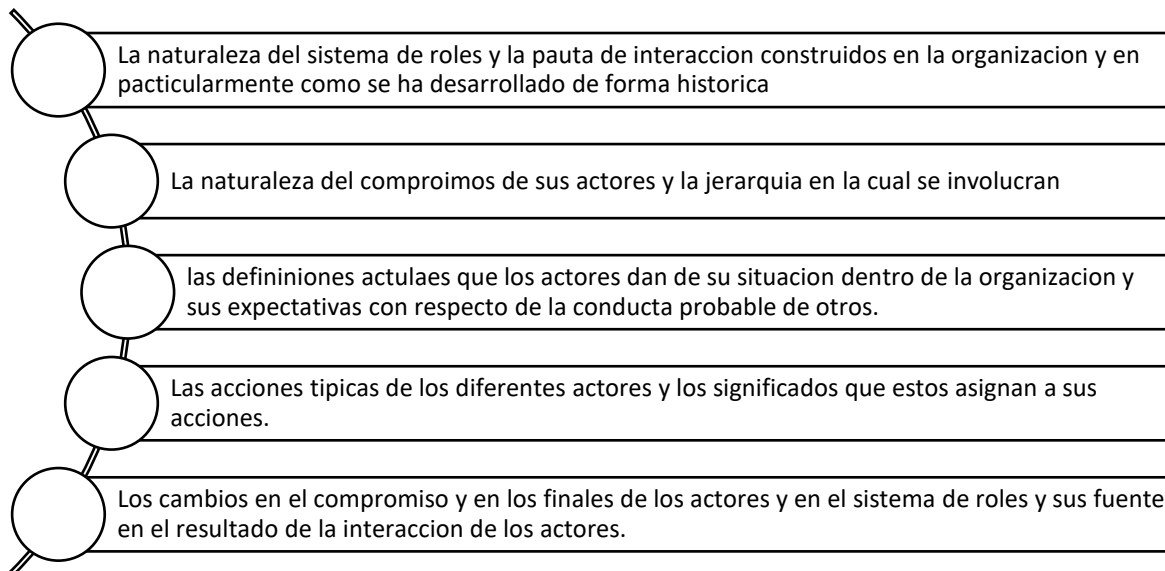 La naturaleza del sistema de roles y la pauta de interaccion construidos en la organizacion y en
pacticularmente como se ha desarrollado de forma historica
La naturaleza del comproimos de sus actores y la jerarquia en la cual se involucran
las defininiones actulaes que los actores dan de su situacion dentro de la organizacion y
sus expectativas con respecto de la conducta probable de otros.
Las acciones tipicas de los diferentes actores y los significados que estos asignan a sus
acciones.
Los cambios en el compromiso y en los finales de los actores y en el sistema de roles y sus fuente
en el resultado de la interaccion de los actores.